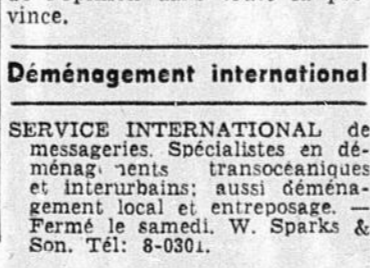 vince.
Déménagement international
SERVICE INTERNATIONAL de
messageries. Spécialistes en dé-
ménagements transocéaniques
et interurbains; aussi déména-
gement local et entreposage. —
Fermé le samedi. W. Sparks &
Son. Tél: 8-0301.